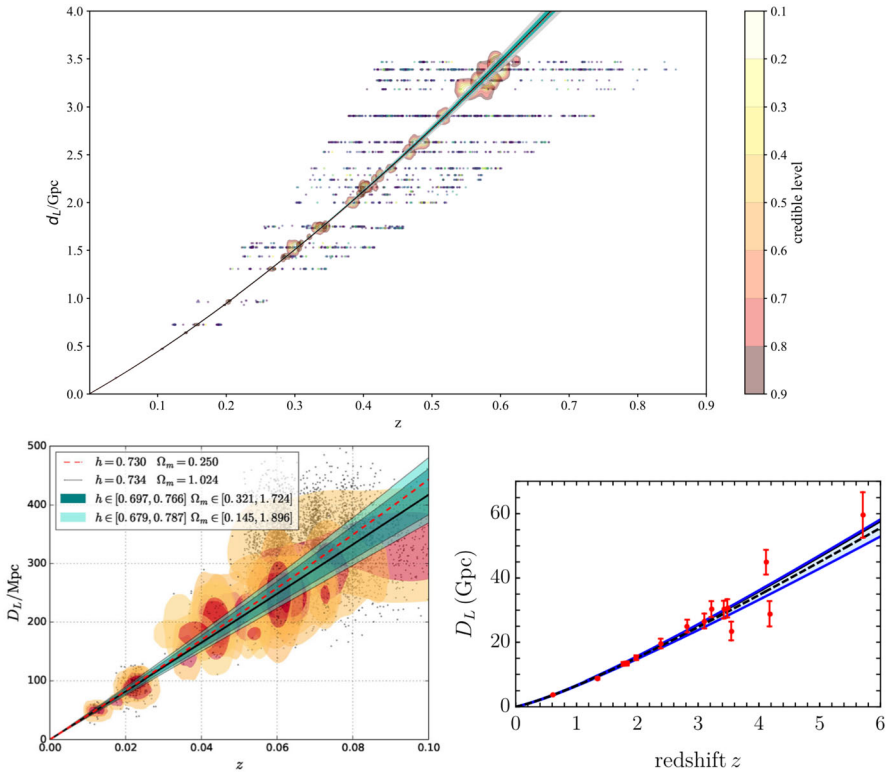 4.0
3.5
3.0
2.5
2.0
1.5
1.0
0.5
0.0
d_L/Gpc
0.1 0.2 0.3 0.4 0.5 0.6 0.7 0.8 0.9
z
0.1
0.3
0.4
0.5
0.6
0.7
0.8
0.9
credible level
500
400
300
200
100
0
D_L/Mpc
h = 0.730 Ω_m = 0.250
h = 0.734 Ω_m = 1.024
h ∈ [0.697, 0.766] Ω_m ∈ [0.321, 1.724]
h ∈ [0.679, 0.787] Ω_m ∈ [0.145, 1.896]
0.00 0.02 0.04 0.06 0.08 0.10
z
70
60
40
20
0
D_L (Gpc)
0 1 2 3 4 5 6
redshift z